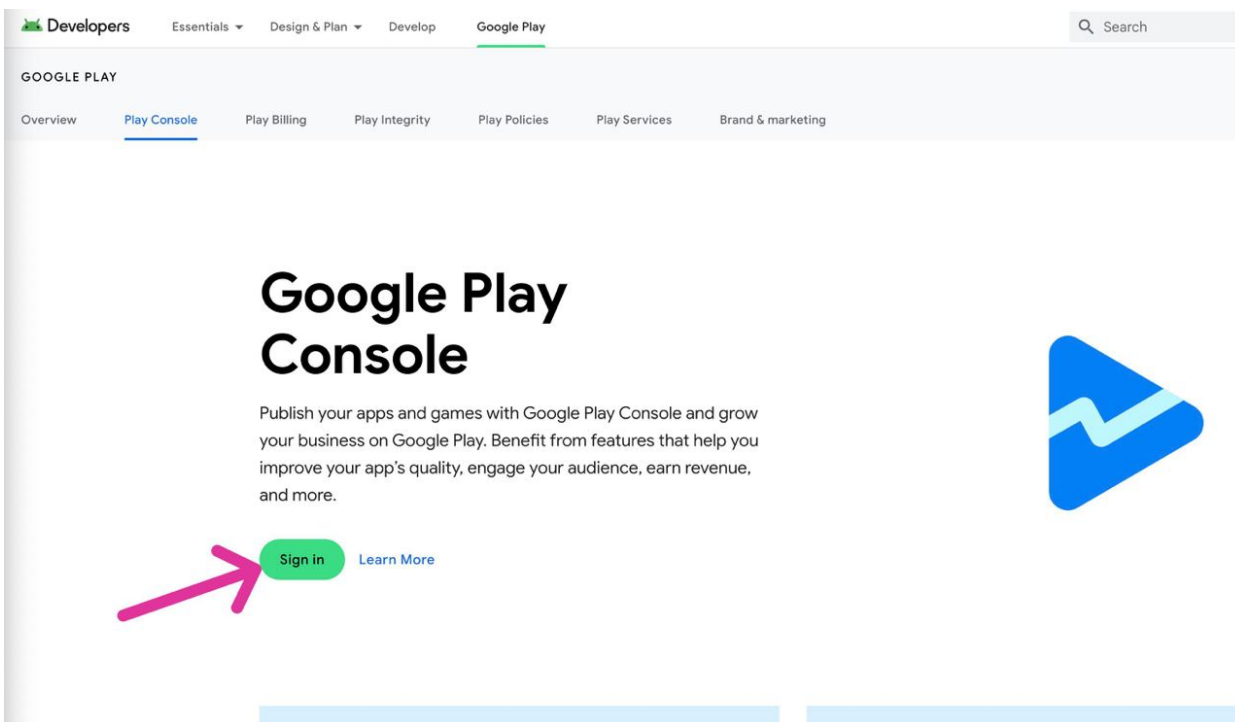 Developers Essentials Design & Plan Develop Google Play Search
GOOGLE PLAY
Overview Play Console Play Billing Play Integrity Play Policies Play Services Brand & marketing
Google Play
Console
Publish your apps and games with Google Play Console and grow
your business on Google Play. Benefit from features that help you
improve your app's quality, engage your audience, earn revenue,
and more.
Sign in Learn More